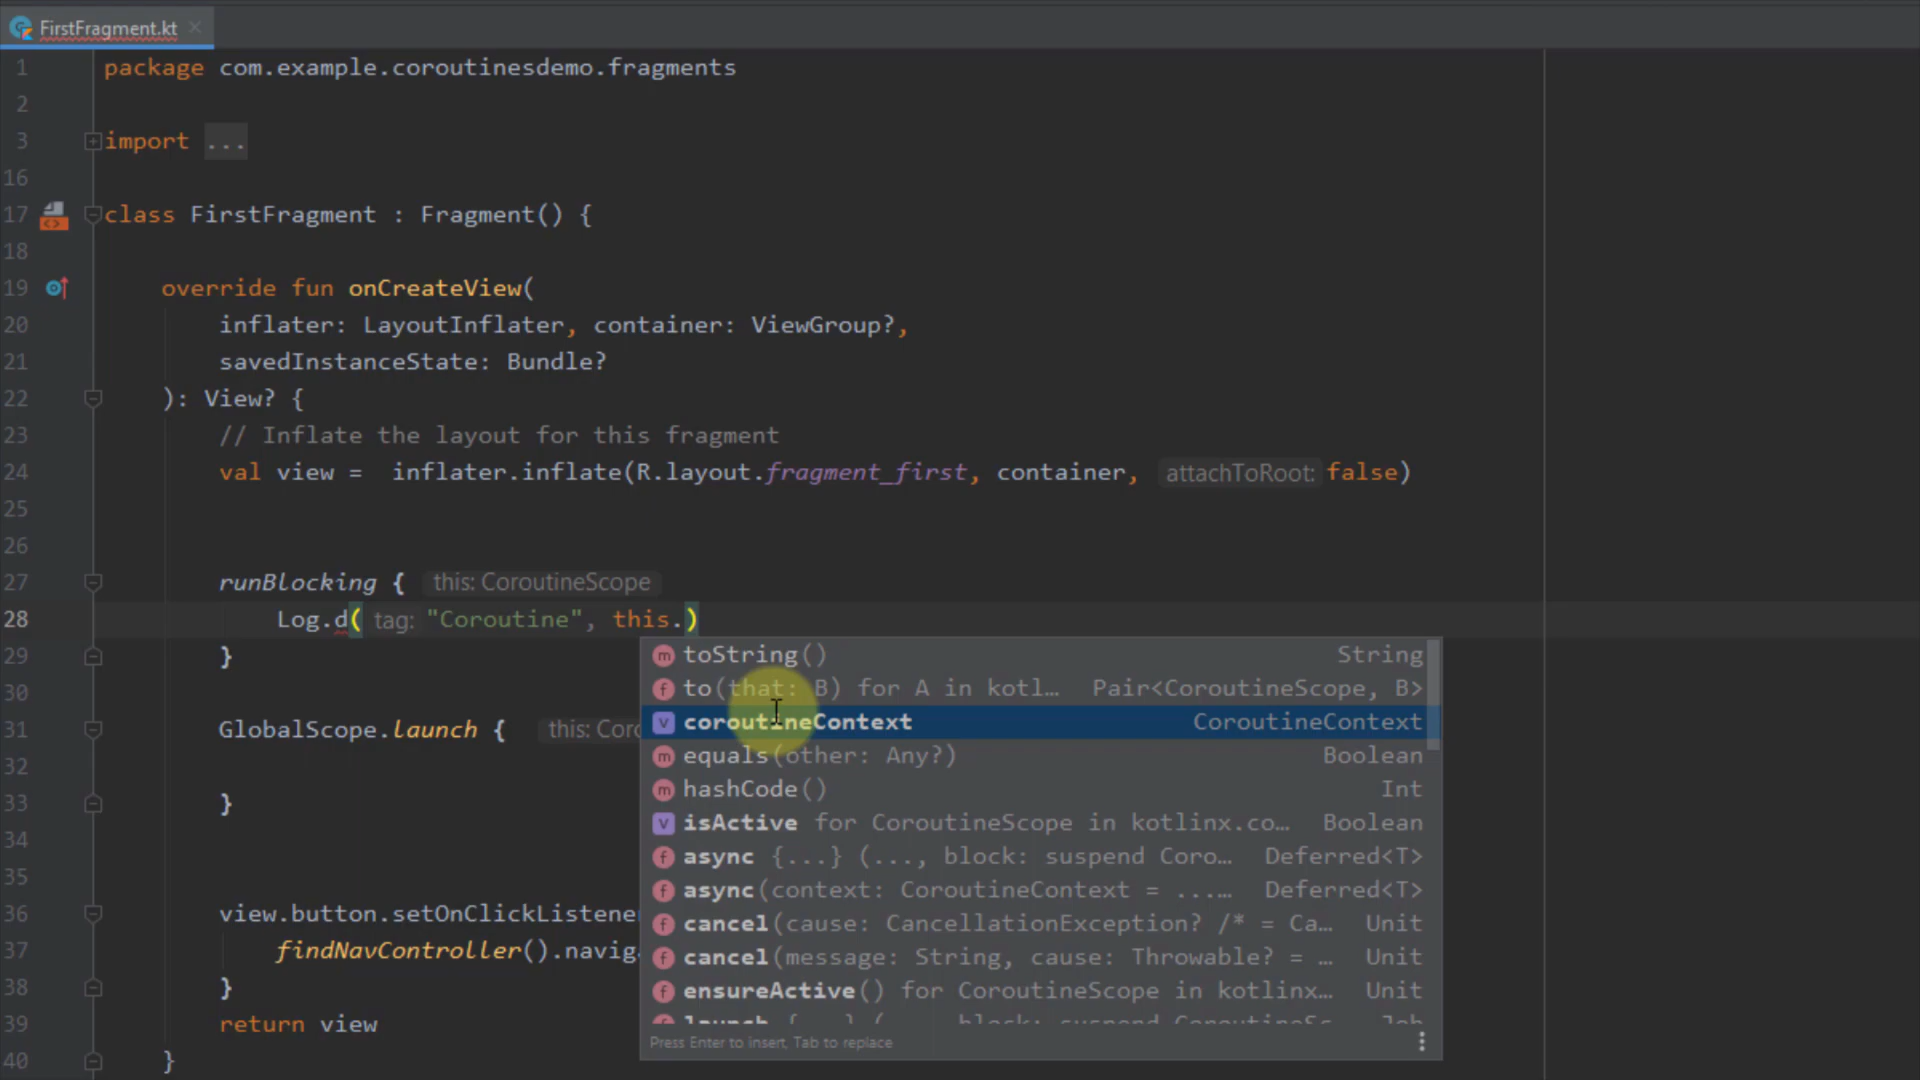 FirstFragment.kt
1 package com.example.coroutinesdemo.fragments
2
3 import ...
16
17 class FirstFragment : Fragment() {
18
19 override fun onCreateView(
20 inflater: LayoutInflater, container: ViewGroup?,
21 savedInstanceState: Bundle?
22 ): View? {
23 // Inflate the layout for this fragment
24 val view =  inflater.inflate(R.layout.fragment_first, container, attachToRoot: false)
25
26
27 runBlocking { this: CoroutineScope
28 Log.d( tag: "Coroutine", this.)
29 }
30
31 GlobalScope.launch { this: Coro
32
33 }
34
35
36 view.button.setOnClickListene
37 findNavController().navig
38 }
39 return view
40 }
toString() String
to(that: B) for A in kotl... Pair<CoroutineScope, B>
coroutineContext CoroutineContext
equals(other: Any?) Boolean
hashCode() Int
isActive for CoroutineScope in kotlinx.co... Boolean
async {...} (..., block: suspend Coro... Deferred<T>
async(context: CoroutineContext = ...... Deferred<T>
cancel(cause: CancellationException? /* = Ca... Unit
cancel(message: String, cause: Throwable? = ... Unit
ensureActive() for CoroutineScope in kotlinx... Unit
launch {...} (..., block: suspend CoroutineSc... Job
Press Enter to insert, Tab to replace